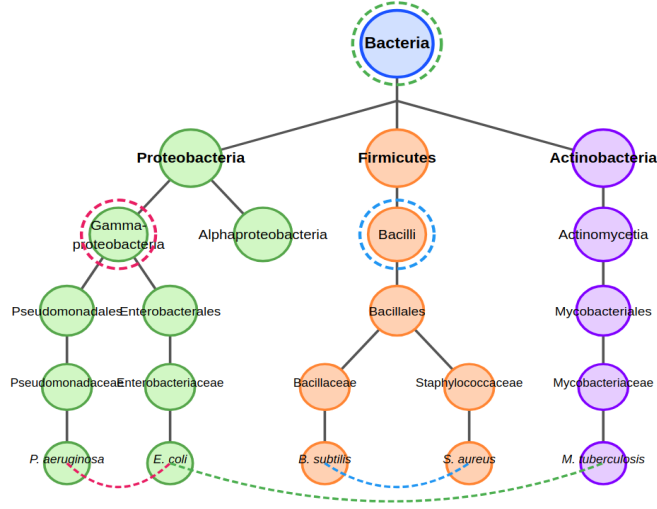 Bacteria
Proteobacteria
Firmicutes
Actinobacteria
Gamma-
proteobacteria
Alphaproteobacteria
Bacilli
Actinomycetia
Pseudomonadales
Enterobacterales
Bacillales
Mycobacteriales
Pseudomonadaceae
Enterobacteriaceae
Bacillaceae
Staphylococcaceae
Mycobacteriaceae
P. aeruginosa
E. coli
B. subtilis
S. aureus
M. tuberculosis